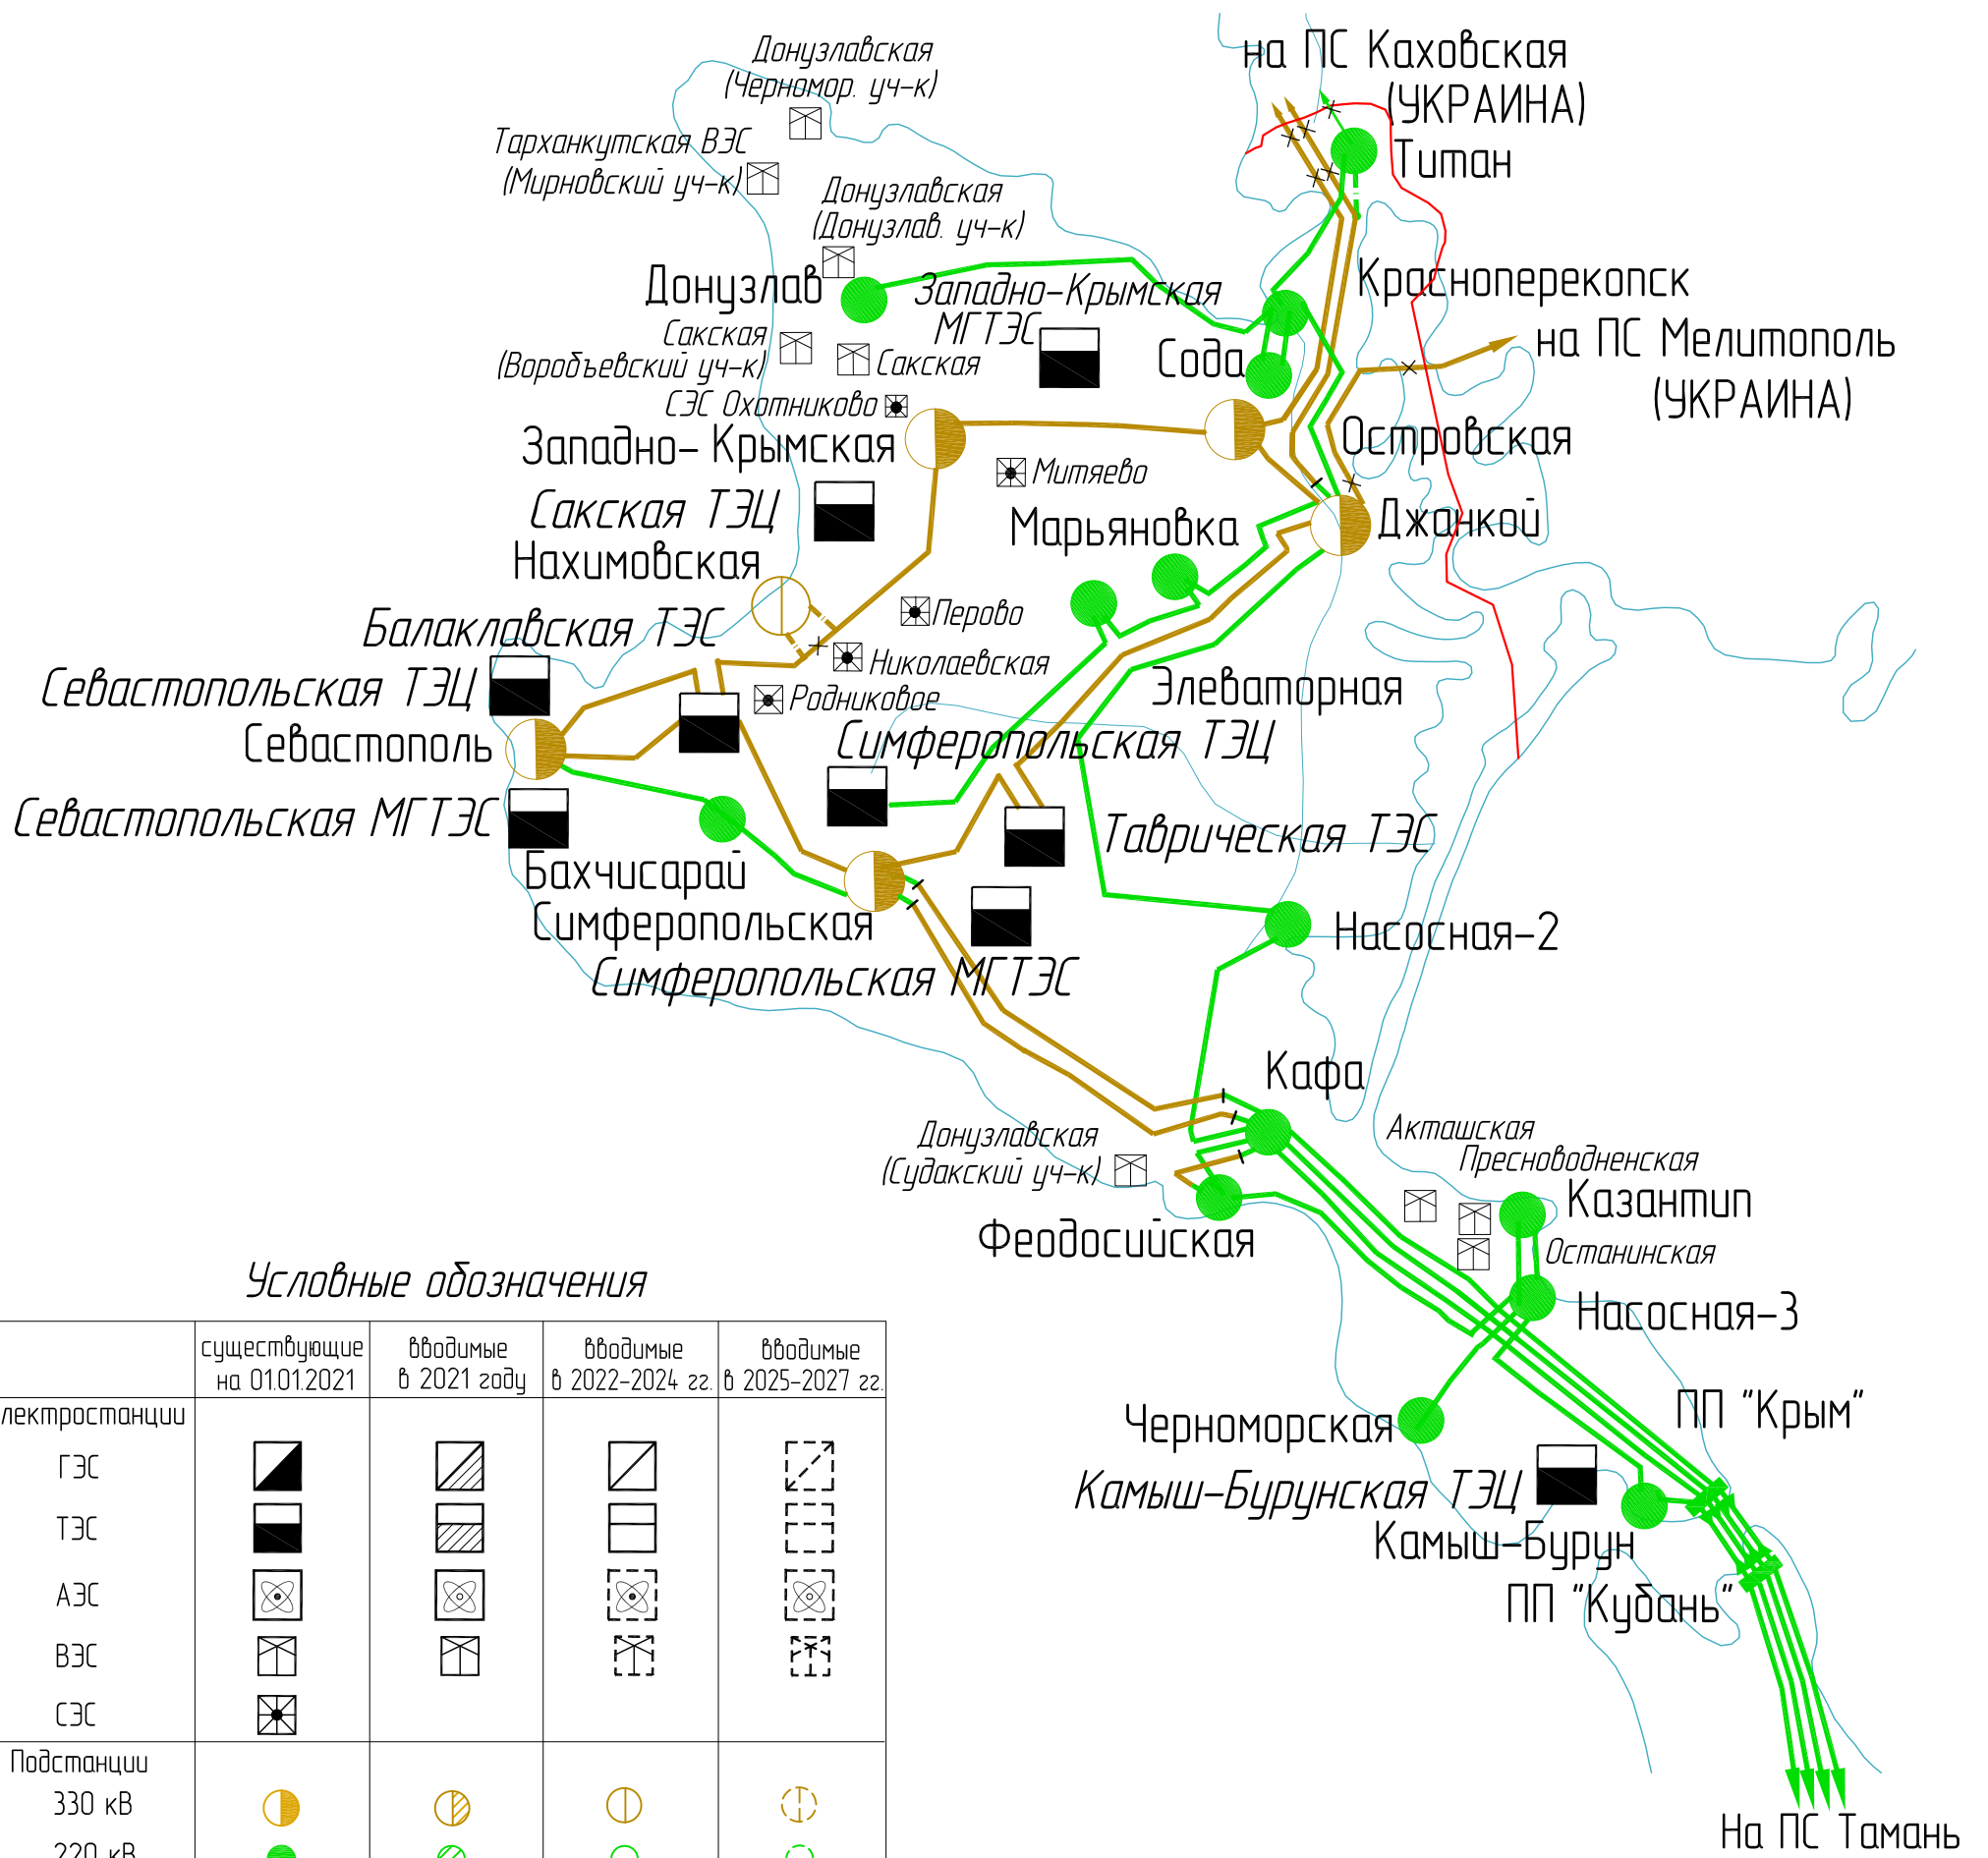 на ПС Каховская
(УКРАИНА)
Титан
Донузлавская
(Черномор. уч-к)
Тарханкутская ВЭС
(Мирновский уч-к)
Донузлавская
(Донузлав. уч-к)
Донузлав
Западно-Крымская
МГТЭС
Красноперекопск
на ПС Мелитополь
(УКРАИНА)
Сакская
(Воробъевский уч-к)
Сакская
Сода
СЭС Охотниково
Западно- Крымская
Островская
Митяево
Сакская ТЭЦ
Марьяновка
Джанкой
Нахимовская
Перово
Балаклавская ТЭС
Николаевская
Севастопольская ТЭЦ
Родниковое
Элеваторная
Севастополь
Симферопольская ТЭЦ
Севастопольская МГТЭС
Таврическая ТЭС
Бахчисарай
Симферопольская
Насосная-2
Симферопольская МГТЭС
Кафа
Донузлавская
(Судакский уч-к)
Акташская
Пресноводненская
Казантип
Феодосийская
Останинская
Насосная-3
ПП "Крым"
Черноморская
Камыш-Бурунская ТЭЦ
Камыш-Бурун
ПП "Кубань"
На ПС Тамань
Условные обозначения
существующие
на 01.01.2021
вводимые
в 2021 году
вводимые
в 2022-2024 гг.
вводимые
в 2025-2027 гг.
лектростанции
ГЭС
ТЭС
АЭС
ВЭС
СЭС
Подстанции
330 кВ
220 кВ